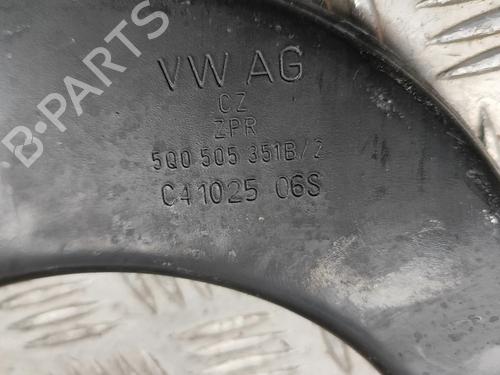 B-PARTS
VW AG
CZ
ZPR
5Q0 505 351B/2
C41025 06S